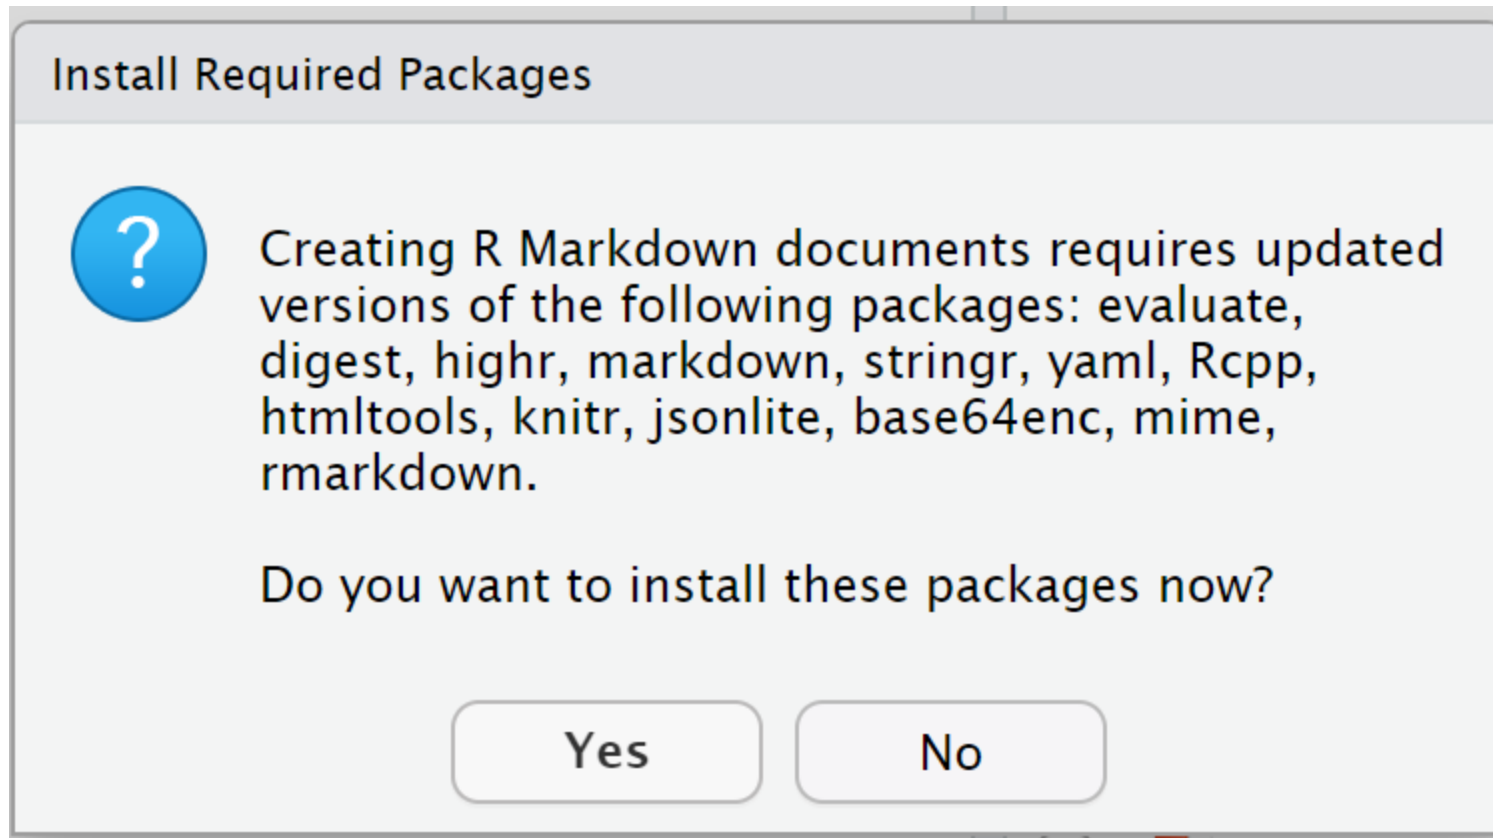 Install Required Packages
?
Creating R Markdown documents requires updated
versions of the following packages: evaluate,
digest, highr, markdown, stringr, yaml, Rcpp,
htmltools, knitr, jsonlite, base64enc, mime,
rmarkdown.
Do you want to install these packages now?
Yes
No